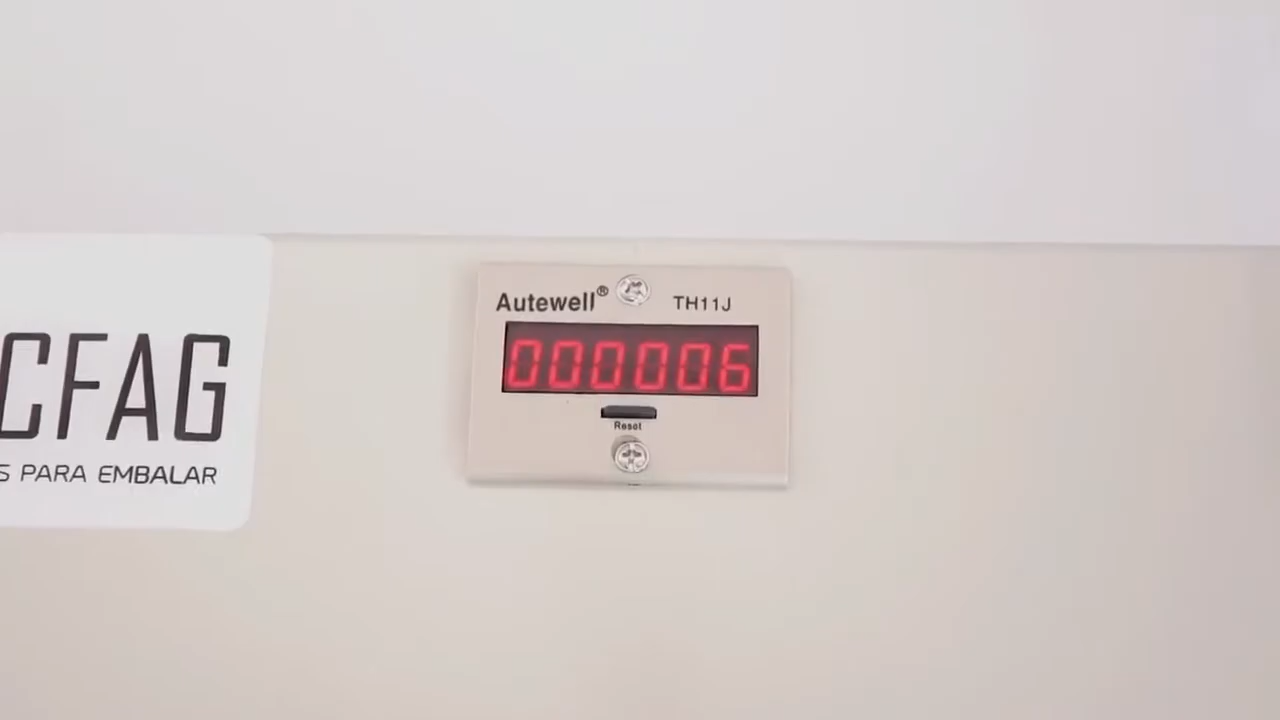 Autewell® TH11J
000006
Reset
CFAG
S PARA EMBALAR